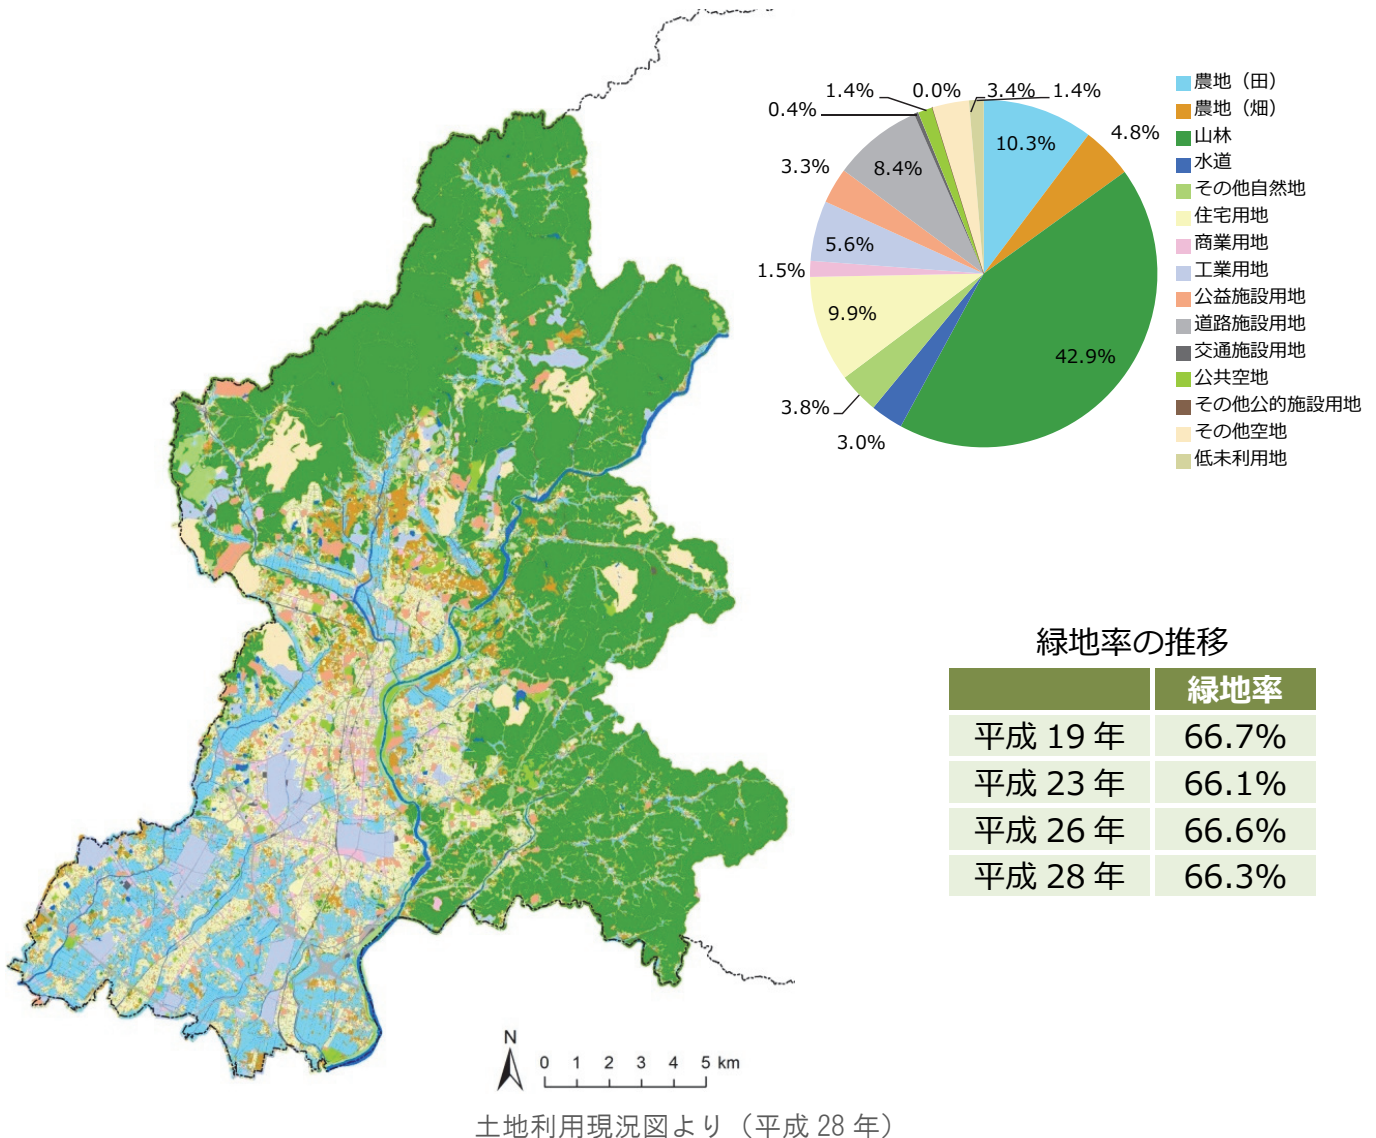 1.4%
0.0%
3.4%
1.4%
0.4%
10.3%
4.8%
3.3%
8.4%
5.6%
1.5%
9.9%
42.9%
3.8%
3.0%
農地（田）
農地（畑）
山林
水道
その他自然地
住宅用地
商業用地
工業用地
公益施設用地
道路施設用地
交通施設用地
公共空地
その他公的施設用地
その他空地
低未利用地
緑地率の推移
緑地率
平成 19 年 66.7%
平成 23 年 66.1%
平成 26 年 66.6%
平成 28 年 66.3%
N
0 1 2 3 4 5 km
土地利用現況図より（平成 28 年）